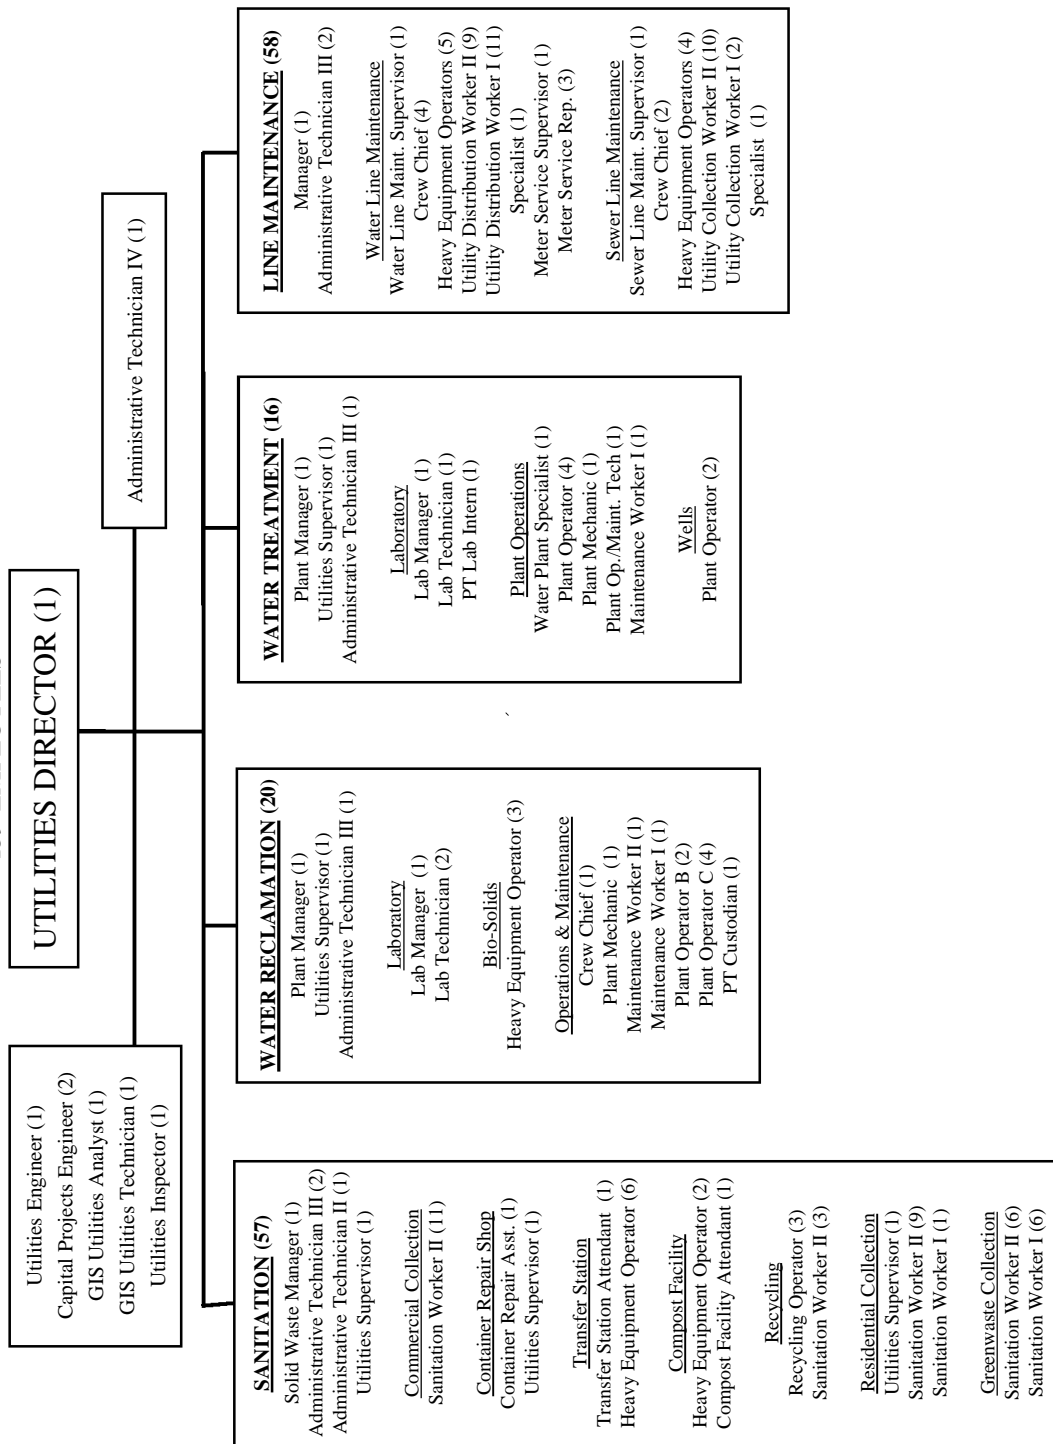 UTILITIES DIRECTOR (1)
Utilities Engineer (1)
Capital Projects Engineer (2)
GIS Utilities Analyst (1)
GIS Utilities Technician (1)
Utilities Inspector (1)
Administrative Technician IV (1)
SANITATION (57)
Solid Waste Manager (1)
Administrative Technician III (2)
Administrative Technician II (1)
Utilities Supervisor (1)
Commercial Collection
Sanitation Worker II (11)
Container Repair Shop
Container Repair Asst. (1)
Utilities Supervisor (1)
Transfer Station
Transfer Station Attendant (1)
Heavy Equipment Operator (6)
Compost Facility
Heavy Equipment Operator (2)
Compost Facility Attendant (1)
Recycling
Recycling Operator (3)
Sanitation Worker II (3)
Residential Collection
Utilities Supervisor (1)
Sanitation Worker II (9)
Sanitation Worker I (1)
Greenwaste Collection
Sanitation Worker II (6)
Sanitation Worker I (6)
WATER RECLAMATION (20)
Plant Manager (1)
Utilities Supervisor (1)
Administrative Technician III (1)
Laboratory
Lab Manager (1)
Lab Technician (2)
Bio-Solids
Heavy Equipment Operator (3)
Operations & Maintenance
Crew Chief (1)
Plant Mechanic (1)
Maintenance Worker II (1)
Maintenance Worker I (1)
Plant Operator B (2)
Plant Operator C (4)
PT Custodian (1)
WATER TREATMENT (16)
Plant Manager (1)
Utilities Supervisor (1)
Administrative Technician III (1)
Laboratory
Lab Manager (1)
Lab Technician (1)
PT Lab Intern (1)
Plant Operations
Water Plant Specialist (1)
Plant Operator (4)
Plant Mechanic (1)
Plant Op./Maint. Tech (1)
Maintenance Worker I (1)
Wells
Plant Operator (2)
LINE MAINTENANCE (58)
Manager (1)
Administrative Technician III (2)
Water Line Maintenance
Water Line Maint. Supervisor (1)
Crew Chief (4)
Heavy Equipment Operators (5)
Utility Distribution Worker II (9)
Utility Distribution Worker I (11)
Specialist (1)
Meter Service Supervisor (1)
Meter Service Rep. (3)
Sewer Line Maintenance
Sewer Line Maint. Supervisor (1)
Crew Chief (2)
Heavy Equipment Operators (4)
Utility Collection Worker II (10)
Utility Collection Worker I (2)
Specialist (1)